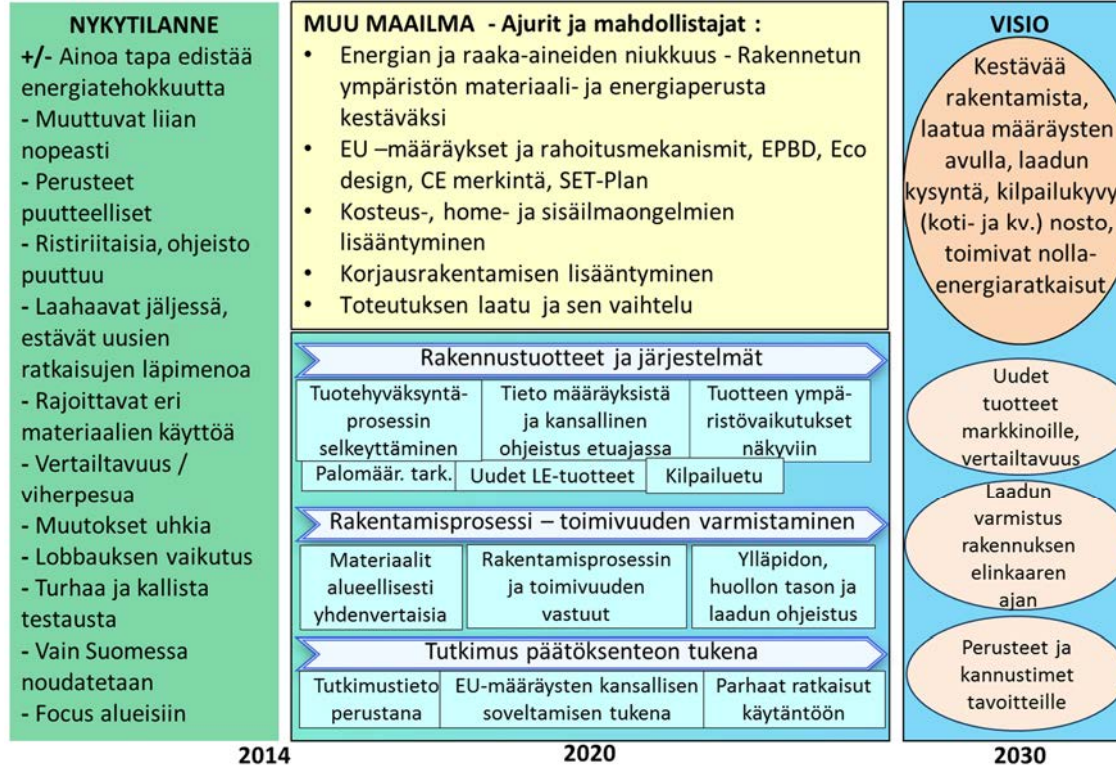 NYKYTILANNE
+/- Ainoa tapa edistää
energiatehokkuutta
- Muuttuvat liian
nopeasti
- Perusteet
puutteelliset
- Ristiriitaisia, ohjeisto
puuttuu
- Laahaavat jäljessä,
estävät uusien
ratkaisujen läpimenoa
- Rajoittavat eri
materiaalien käyttöä
- Vertailtavuus /
viherpesua
- Muutokset uhkia
- Lobbauksen vaikutus
- Turhaa ja kallista
testausta
- Vain Suomessa
noudatetaan
- Focus alueisiin
MUU MAAILMA - Ajurit ja mahdollistajat :
• Energian ja raaka-aineiden niukkuus - Rakennetun
ympäristön materiaali- ja energiaperusta
kestäväksi
• EU –määräykset ja rahoitusmekanismit, EPBD, Eco
design, CE merkintä, SET-Plan
• Kosteus-, home- ja sisäilmaongelmien
lisääntyminen
• Korjausrakentamisen lisääntyminen
• Toteutuksen laatu ja sen vaihtelu
Rakennustuotteet ja järjestelmät
Tuotehyväksyntä-
prosessin
selkeyttäminen
Tieto määräyksistä
ja kansallinen
ohjeistus etuajassa
Tuotteen ympä-
ristövaikutukset
näkyviin
Palomäär. tark.
Uudet LE-tuotteet
Kilpailuetu
Rakentamisprosessi – toimivuuden varmistaminen
Materiaalit
alueellisesti
yhdenvertaisia
Rakentamisprosessin
ja toimivuuden
vastuut
Ylläpidon,
huollon tason ja
laadun ohjeistus
Tutkimus päätöksenteon tukena
Tutkimustieto
perustana
EU-määräysten kansallisen
soveltamisen tukena
Parhaat ratkaisut
käytäntöön
VISIO
Kestävää
rakentamista,
laatua määräysten
avulla, laadun
kysyntä, kilpailukyvy
(koti- ja kv.) nosto,
toimivat nolla-
energiaratkaisut
Uudet
tuotteet
markkinoille,
vertailtavuus
Laadun
varmistus
rakennuksen
elinkaaren
ajan
Perusteet ja
kannustimet
tavoitteille
2014
2020
2030